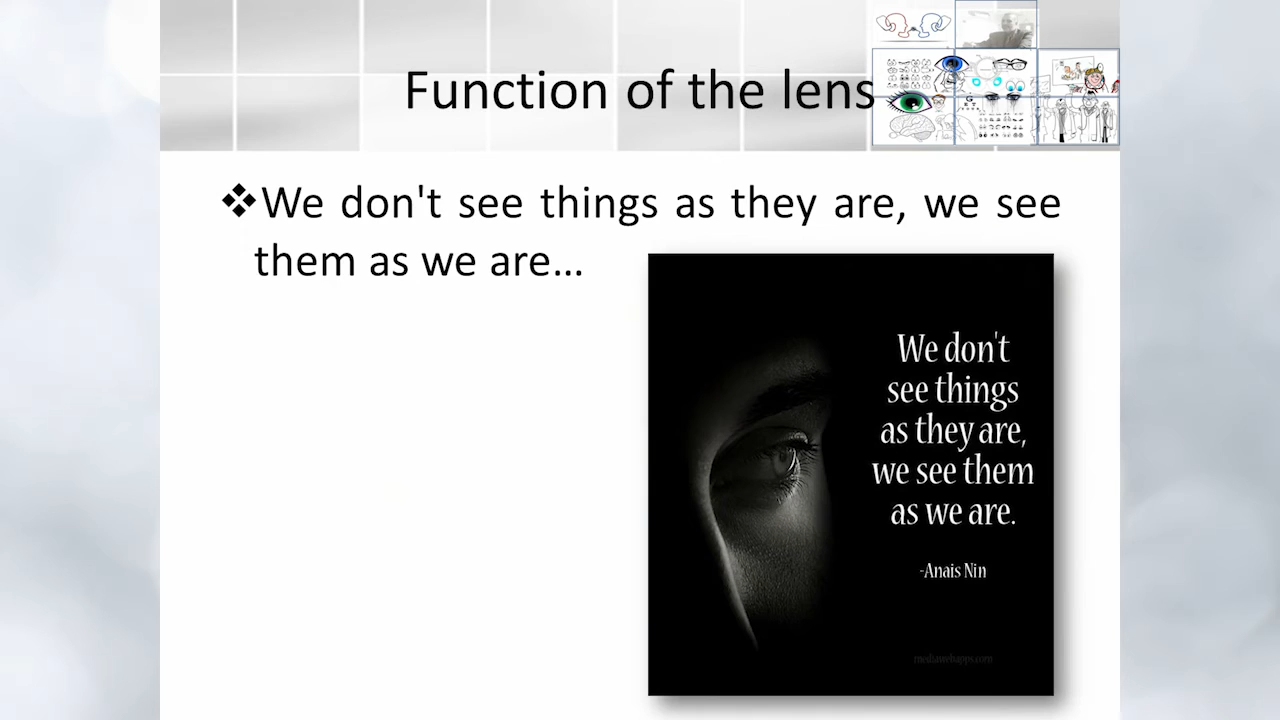 Function of the lens
❖We don't see things as they are, we see
them as we are...
We don't
see things
as they are,
we see them
as we are.
-Anais Nin